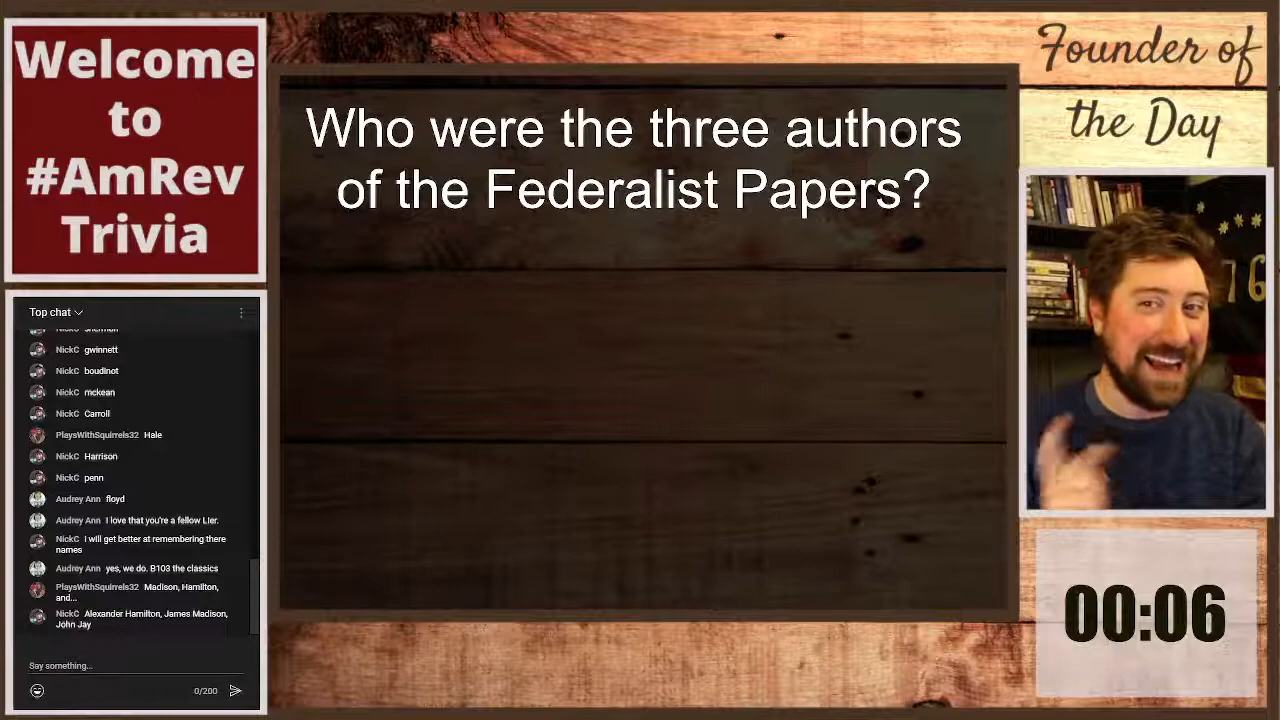 Welcome
to
#AmRev
Trivia
Who were the three authors
of the Federalist Papers?
Founder of
the Day
76
Top chat
NickC sherman
NickC gwinnett
NickC boudinot
NickC mckean
NickC Carroll
PlaysWithSquirrels32 Hale
NickC Harrison
NickC penn
Audrey Ann floyd
Audrey Ann I love that you're a fellow LIer.
NickC i will get better at remembering there
names
Audrey Ann yes, we do. B103 the classics
PlaysWithSquirrels32 Madison, Hamilton,
and...
NickC Alexander Hamilton, James Madison,
John Jay
Say something...
0/200
00:06